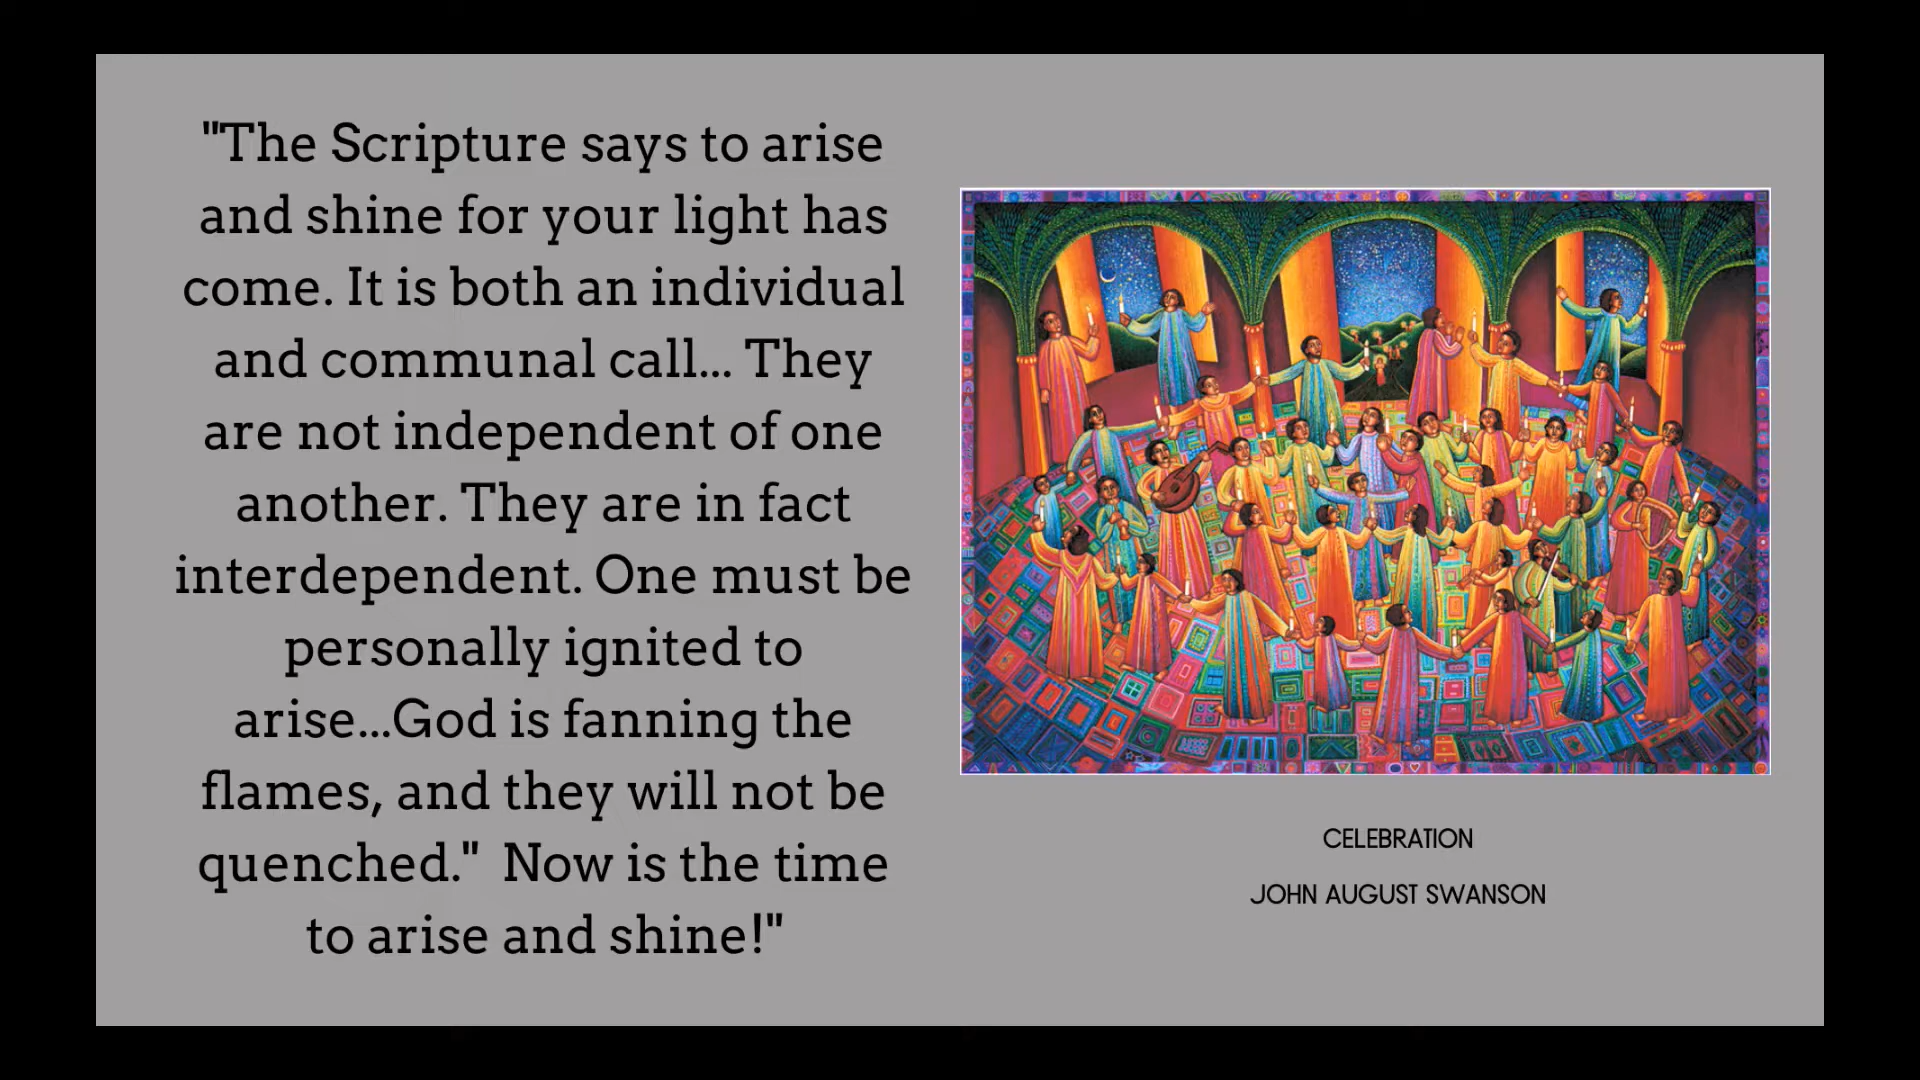 "The Scripture says to arise
and shine for your light has
come. It is both an individual
and communal call... They
are not independent of one
another. They are in fact
interdependent. One must be
personally ignited to
arise...God is fanning the
flames, and they will not be
quenched."  Now is the time
to arise and shine!"
CELEBRATION
JOHN AUGUST SWANSON